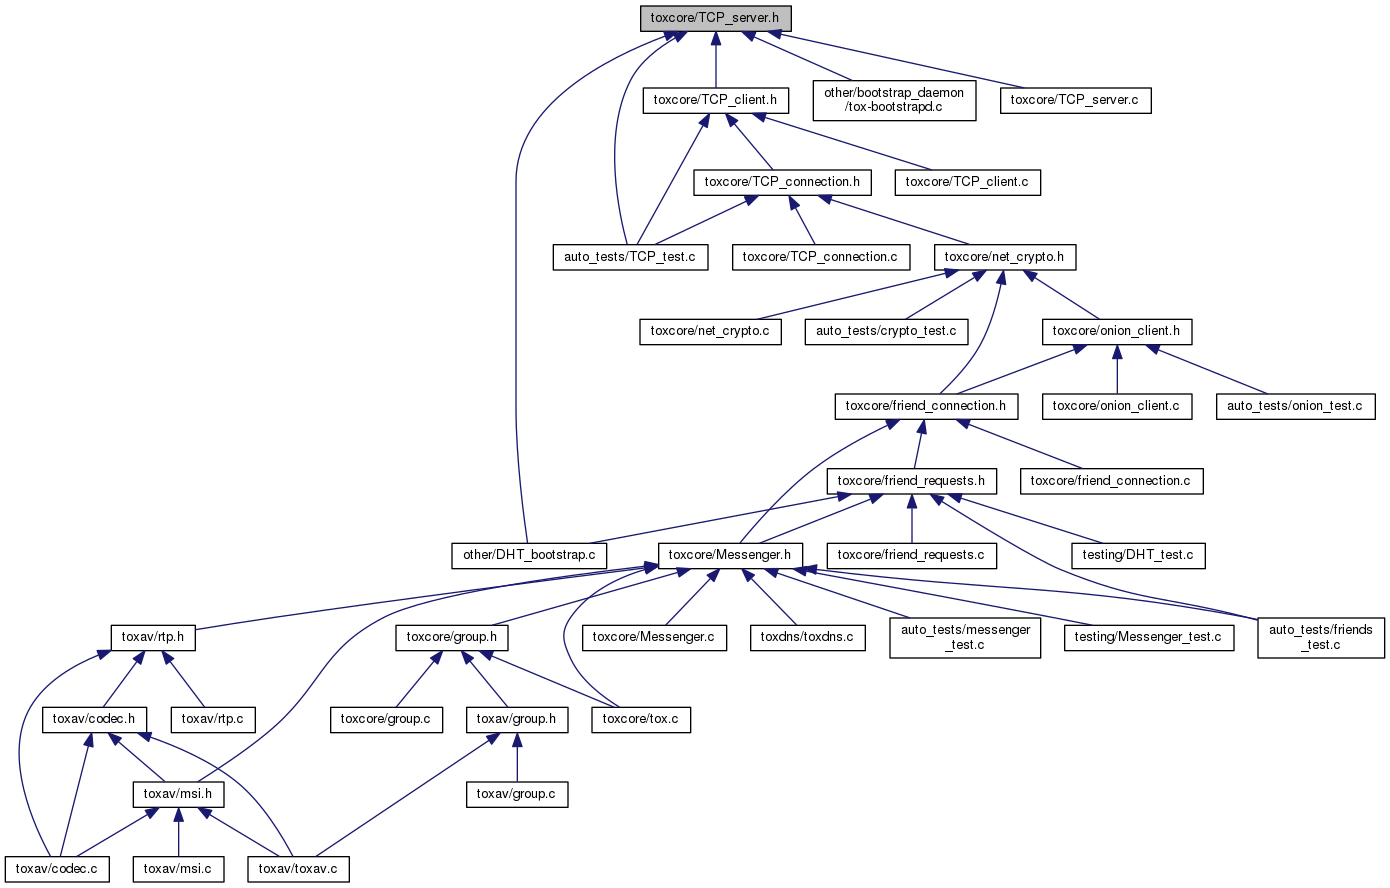 toxcore/TCP_server.h
toxcore/TCP_client.h
other/bootstrap_daemon
/tox-bootstrapd.c
toxcore/TCP_server.c
toxcore/TCP_connection.h
toxcore/TCP_client.c
auto_tests/TCP_test.c
toxcore/TCP_connection.c
toxcore/net_crypto.h
toxcore/net_crypto.c
auto_tests/crypto_test.c
toxcore/onion_client.h
toxcore/friend_connection.h
toxcore/onion_client.c
auto_tests/onion_test.c
toxcore/friend_requests.h
toxcore/friend_connection.c
other/DHT_bootstrap.c
toxcore/Messenger.h
toxcore/friend_requests.c
testing/DHT_test.c
toxav/rtp.h
toxcore/group.h
toxcore/Messenger.c
toxdns/toxdns.c
auto_tests/messenger
_test.c
testing/Messenger_test.c
auto_tests/friends
_test.c
toxav/codec.h
toxav/rtp.c
toxcore/group.c
toxav/group.h
toxcore/tox.c
toxav/msi.h
toxav/group.c
toxav/codec.c
toxav/msi.c
toxav/toxav.c